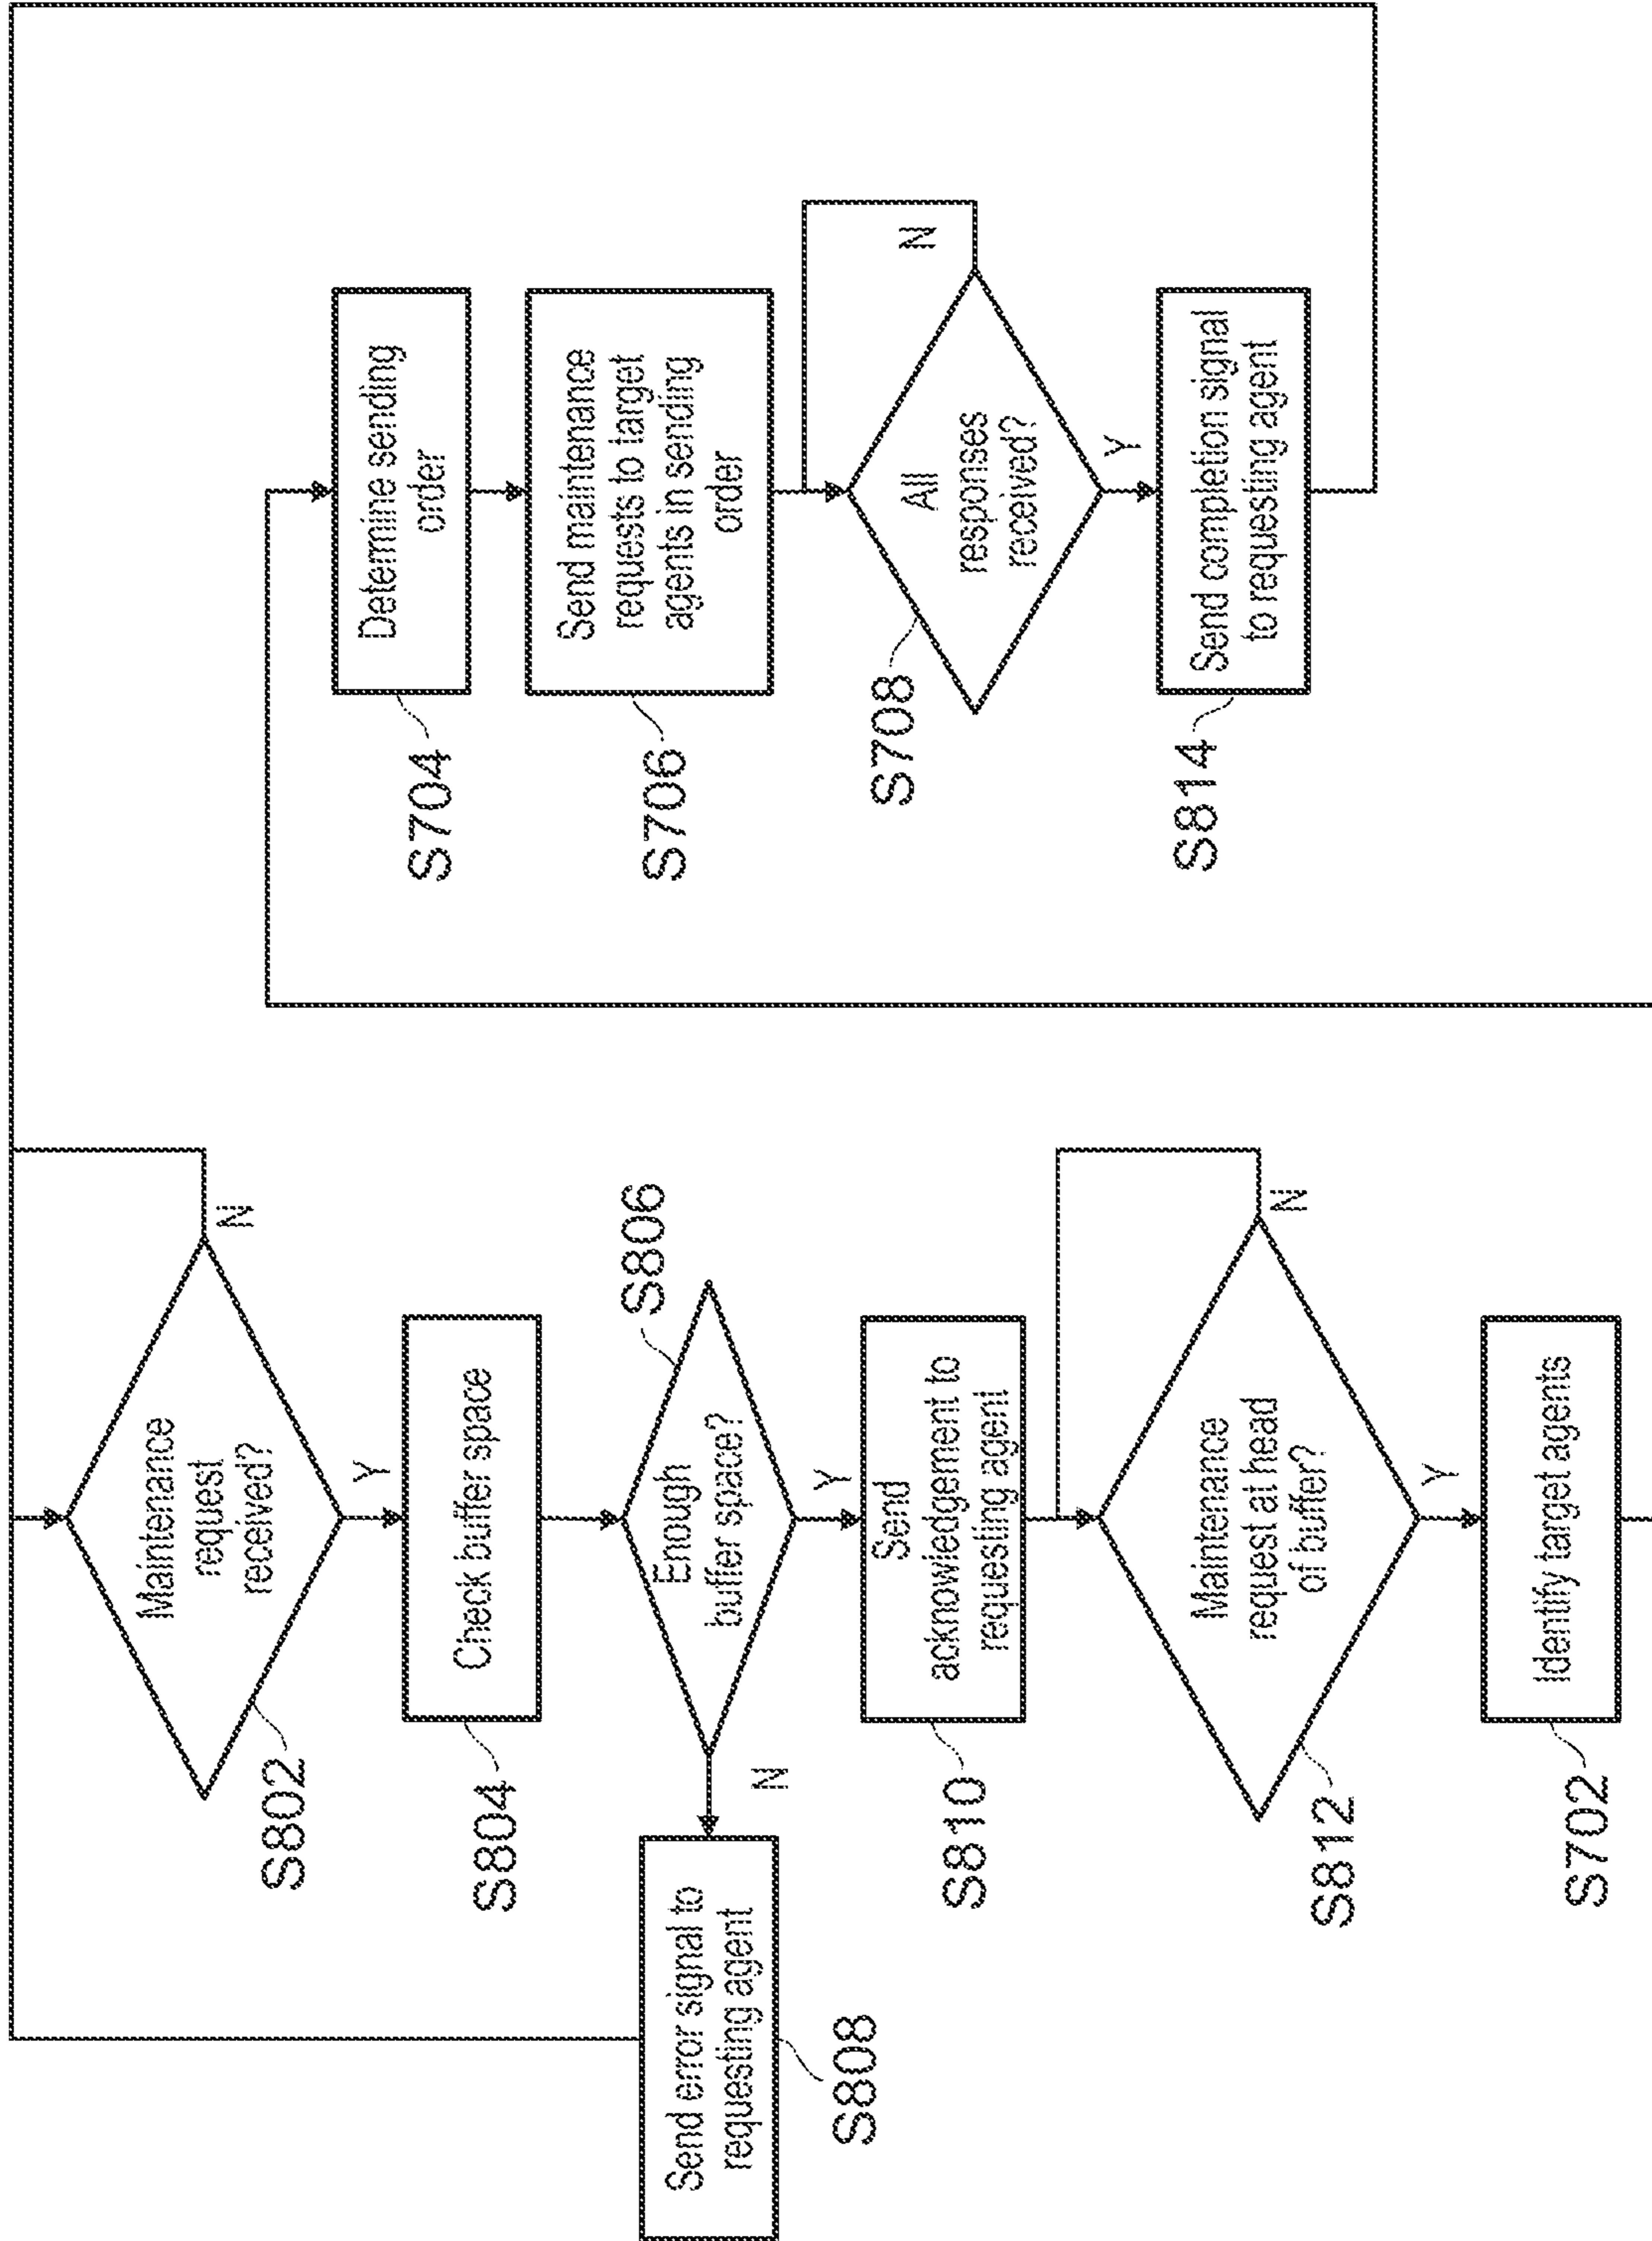 Maintenance
request
received?
N
Y
S802
Check buffer space
S804
Enough
buffer space?
S806
N
Y
Send error signal to
requesting agent
S808
Send
acknowledgement to
requesting agent
S810
Maintenance
request at head
of buffer?
N
Y
S812
Identify target agents
S702
Determine sending
order
S704
Send maintenance
requests to target
agents in sending
order
S706
All
responses
received?
N
Y
S708
Send completion signal
to requesting agent
S814